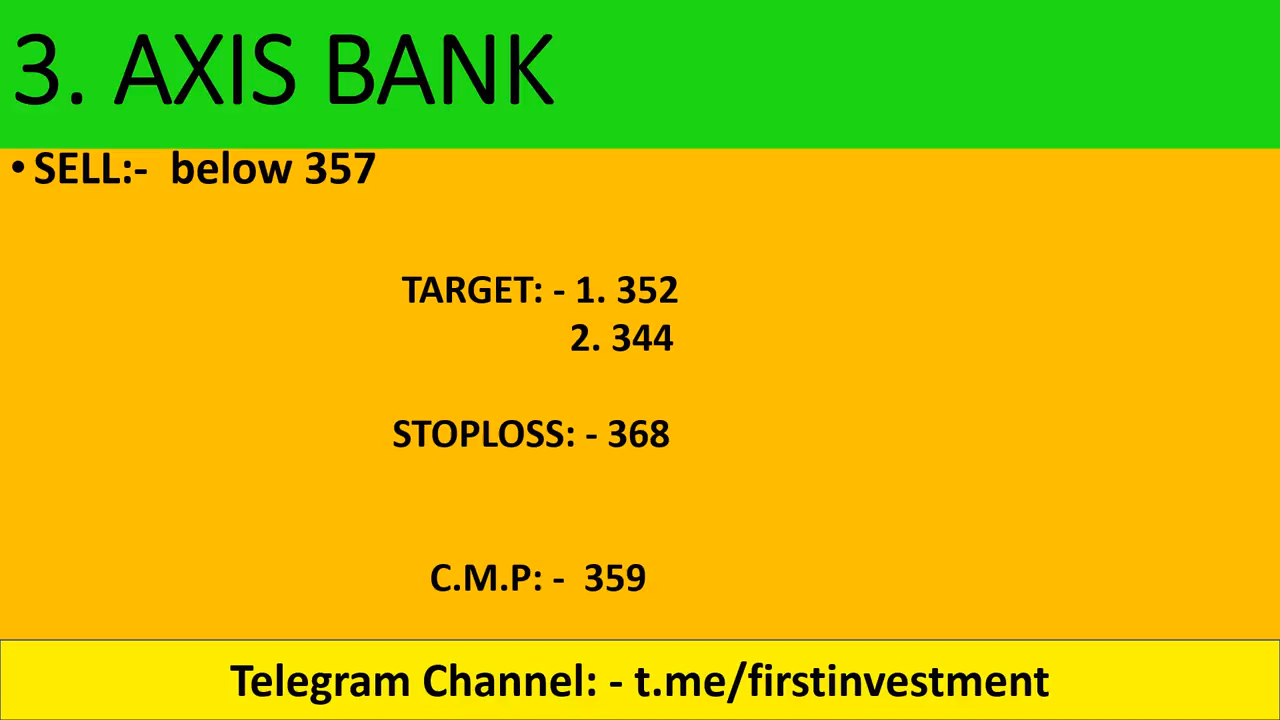 3. AXIS BANK
• SELL:- below 357
TARGET: - 1. 352
2. 344
STOPLOSS: - 368
C.M.P: - 359
Telegram Channel: - t.me/firstinvestment